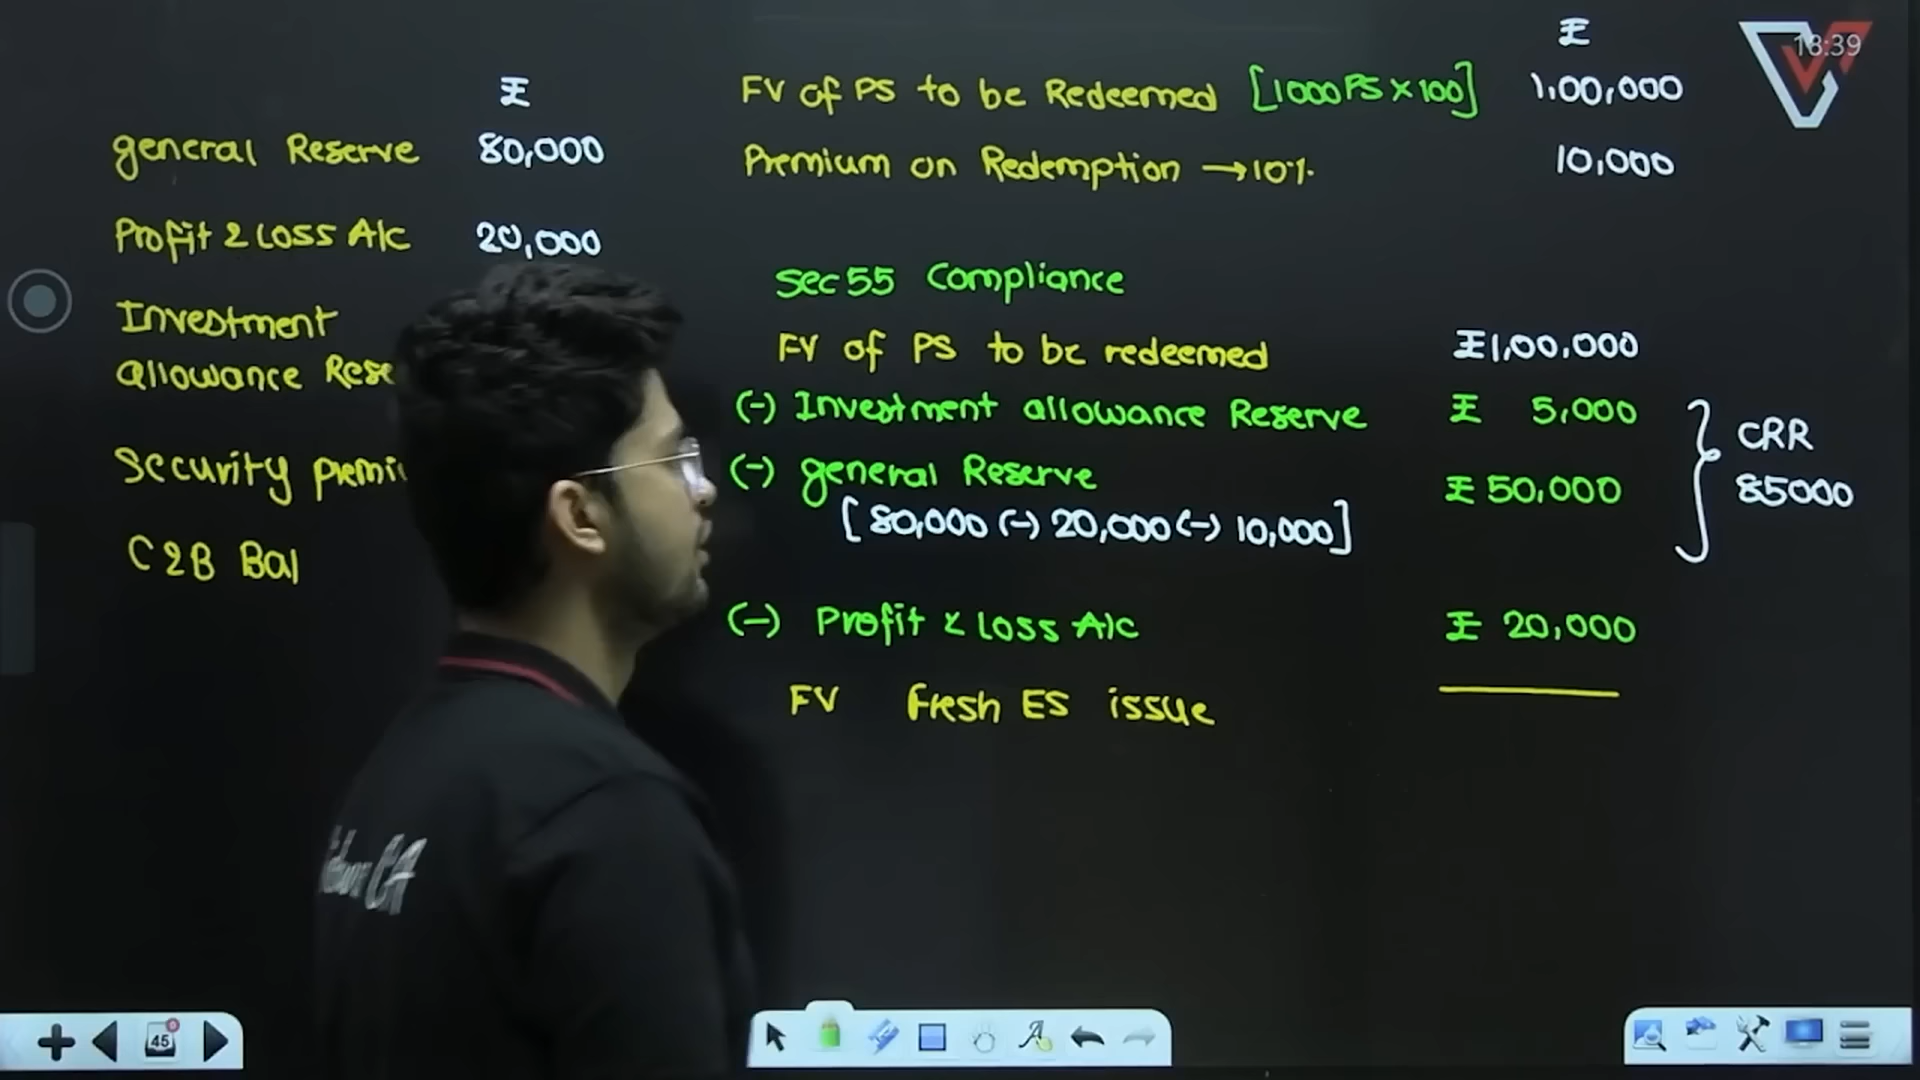 ₹
general Reserve 80,000
Profit & Loss A/c 20,000
Investment
allowance
Security
C & B Bal
₹
FV of PS to be Redeemed [1000 PS × 100] 1,00,000
Premium on Redemption → 10%. 10,000
Sec 55 Compliance
FV of PS to be redeemed ₹1,00,000
(-) Investment allowance Reserve ₹ 5,000
(-) general Reserve ₹ 50,000
[80,000 (-) 20,000 (-) 10,000]
(-) Profit & Loss A/c ₹ 20,000
FV Fresh ES issue
CRR
85000
18:39
45
0